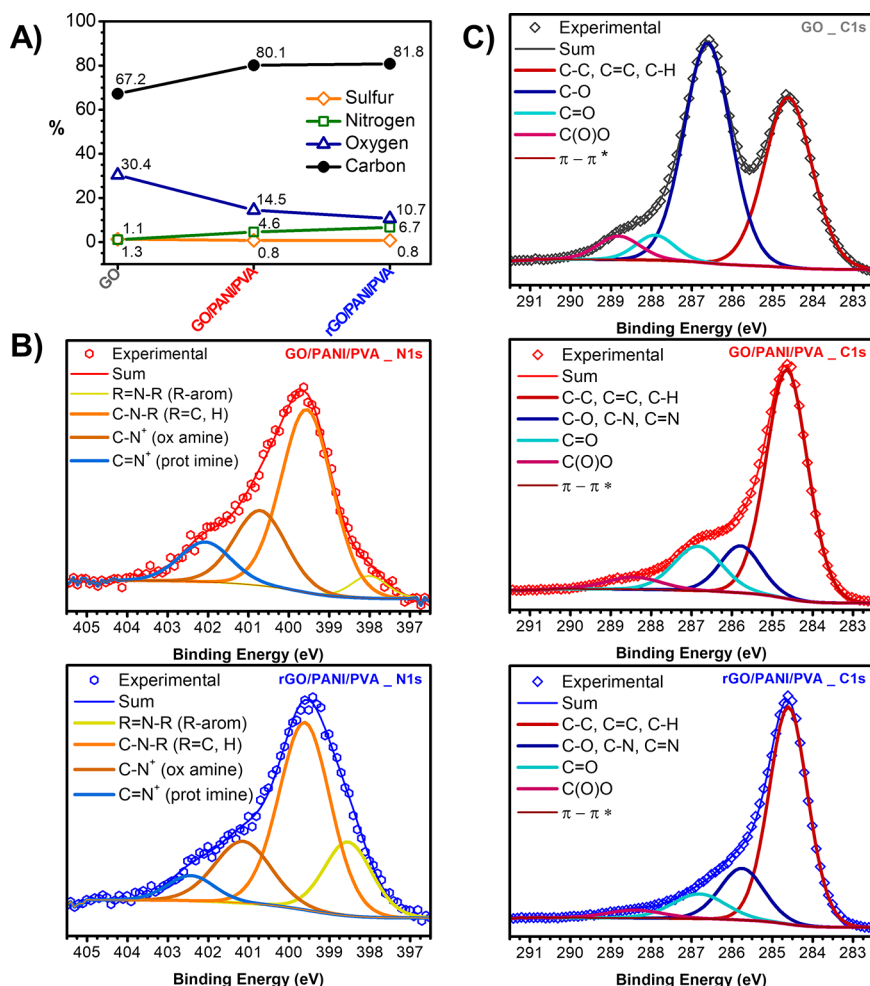 A)
100
80
60
%
40
20
0
67.2
80.1
81.8
Sulfur
Nitrogen
Oxygen
Carbon
30.4
14.5
10.7
1.1
4.6
6.7
1.3
0.8
0.8
GO
GO/PANI/PVA
rGO/PANI/PVA
B)
Experimental
GO/PANI/PVA _ N1s
Sum
R=N-R (R-arom)
C-N-R (R=C, H)
C-N⁺ (ox amine)
C=N⁺ (prot imine)
405 404 403 402 401 400 399 398 397
Binding Energy (eV)
Experimental
rGO/PANI/PVA _ N1s
Sum
R=N-R (R-arom)
C-N-R (R=C, H)
C-N⁺ (ox amine)
C=N⁺ (prot imine)
405 404 403 402 401 400 399 398 397
Binding Energy (eV)
C)
Experimental
GO _ C1s
Sum
C-C, C=C, C-H
C-O
C=O
C(O)O
π − π *
291 290 289 288 287 286 285 284 283
Binding Energy (eV)
Experimental
GO/PANI/PVA _ C1s
Sum
C-C, C=C, C-H
C-O, C-N, C=N
C=O
C(O)O
π − π *
291 290 289 288 287 286 285 284 283
Binding Energy (eV)
Experimental
rGO/PANI/PVA _ C1s
Sum
C-C, C=C, C-H
C-O, C-N, C=N
C=O
C(O)O
π − π *
291 290 289 288 287 286 285 284 283
Binding Energy (eV)